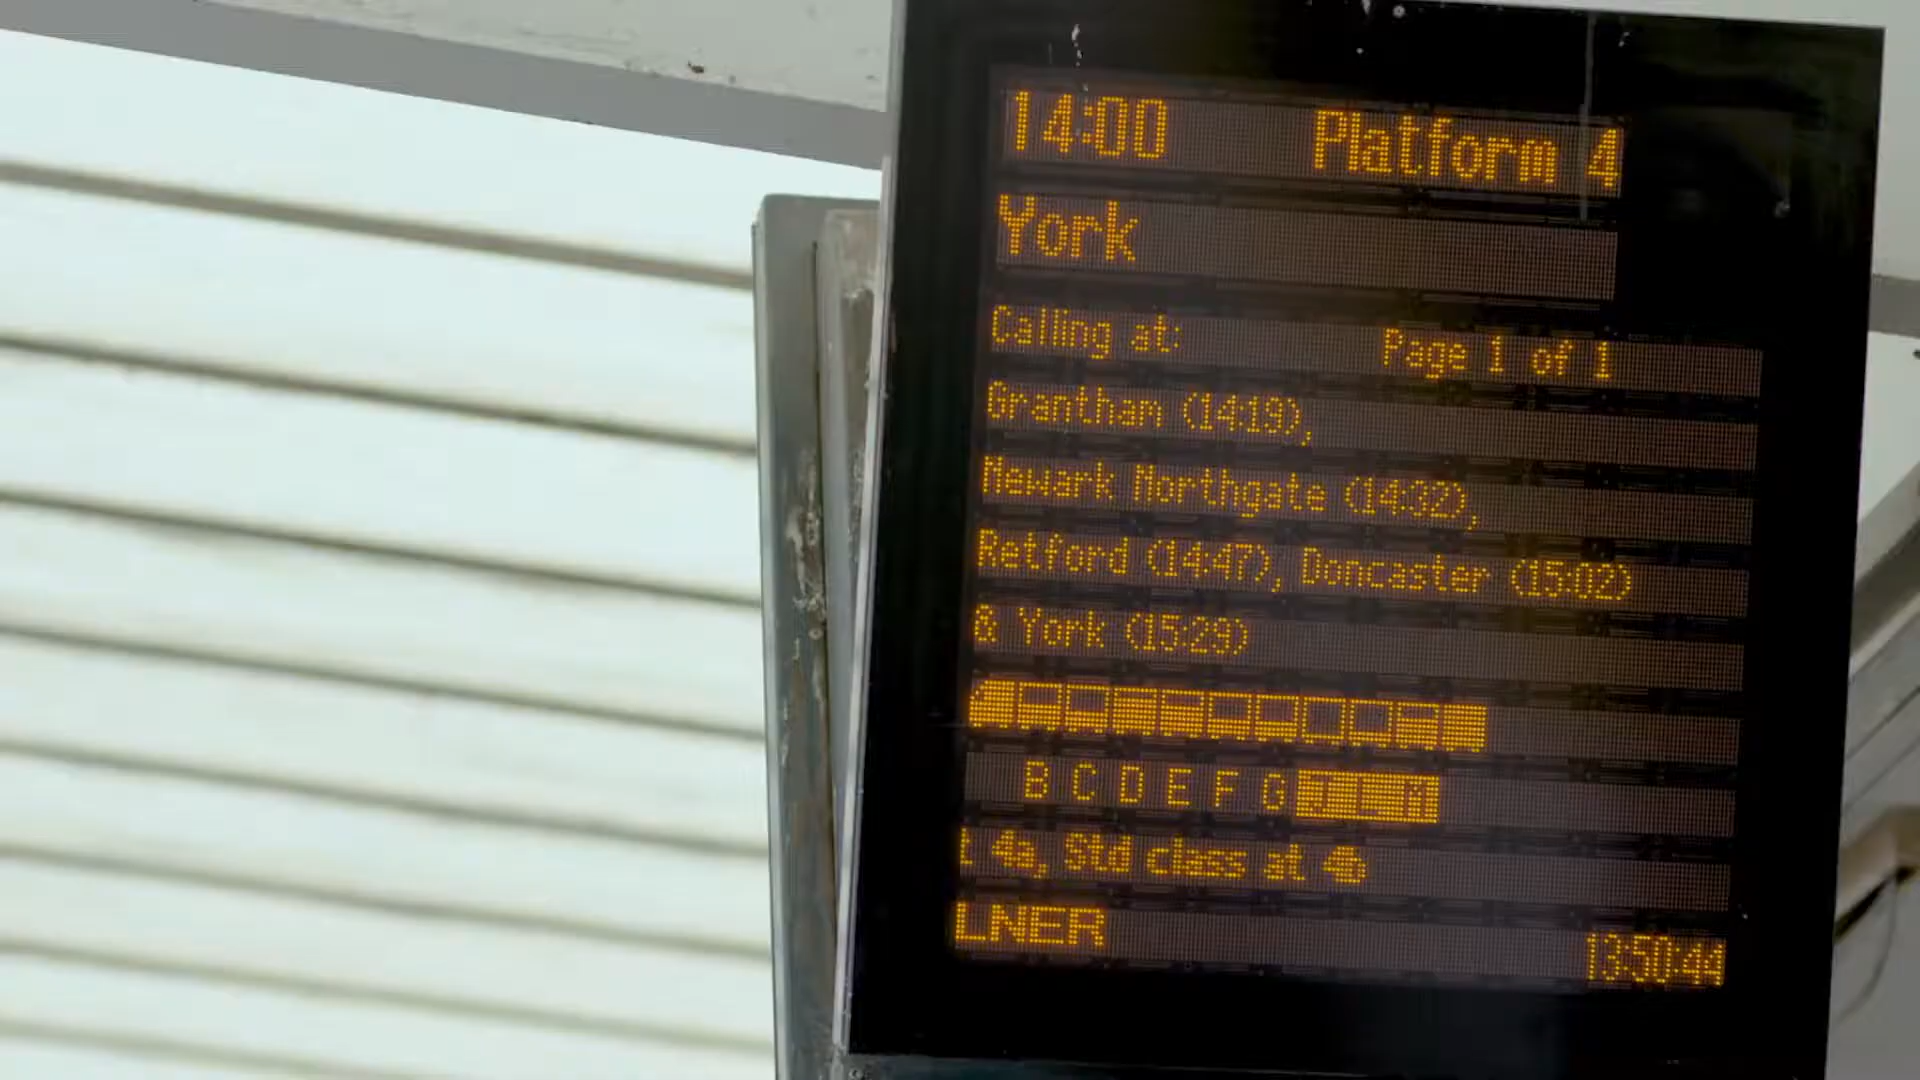 14:00 Platform 4
York
Calling at: Page 1 of 1
Grantham (14:19),
Newark Northgate (14:32),
Retford (14:47), Doncaster (15:02)
& York (15:29)
B C D E F G J L M
4a, Std class at 4b
LNER 13:50:44